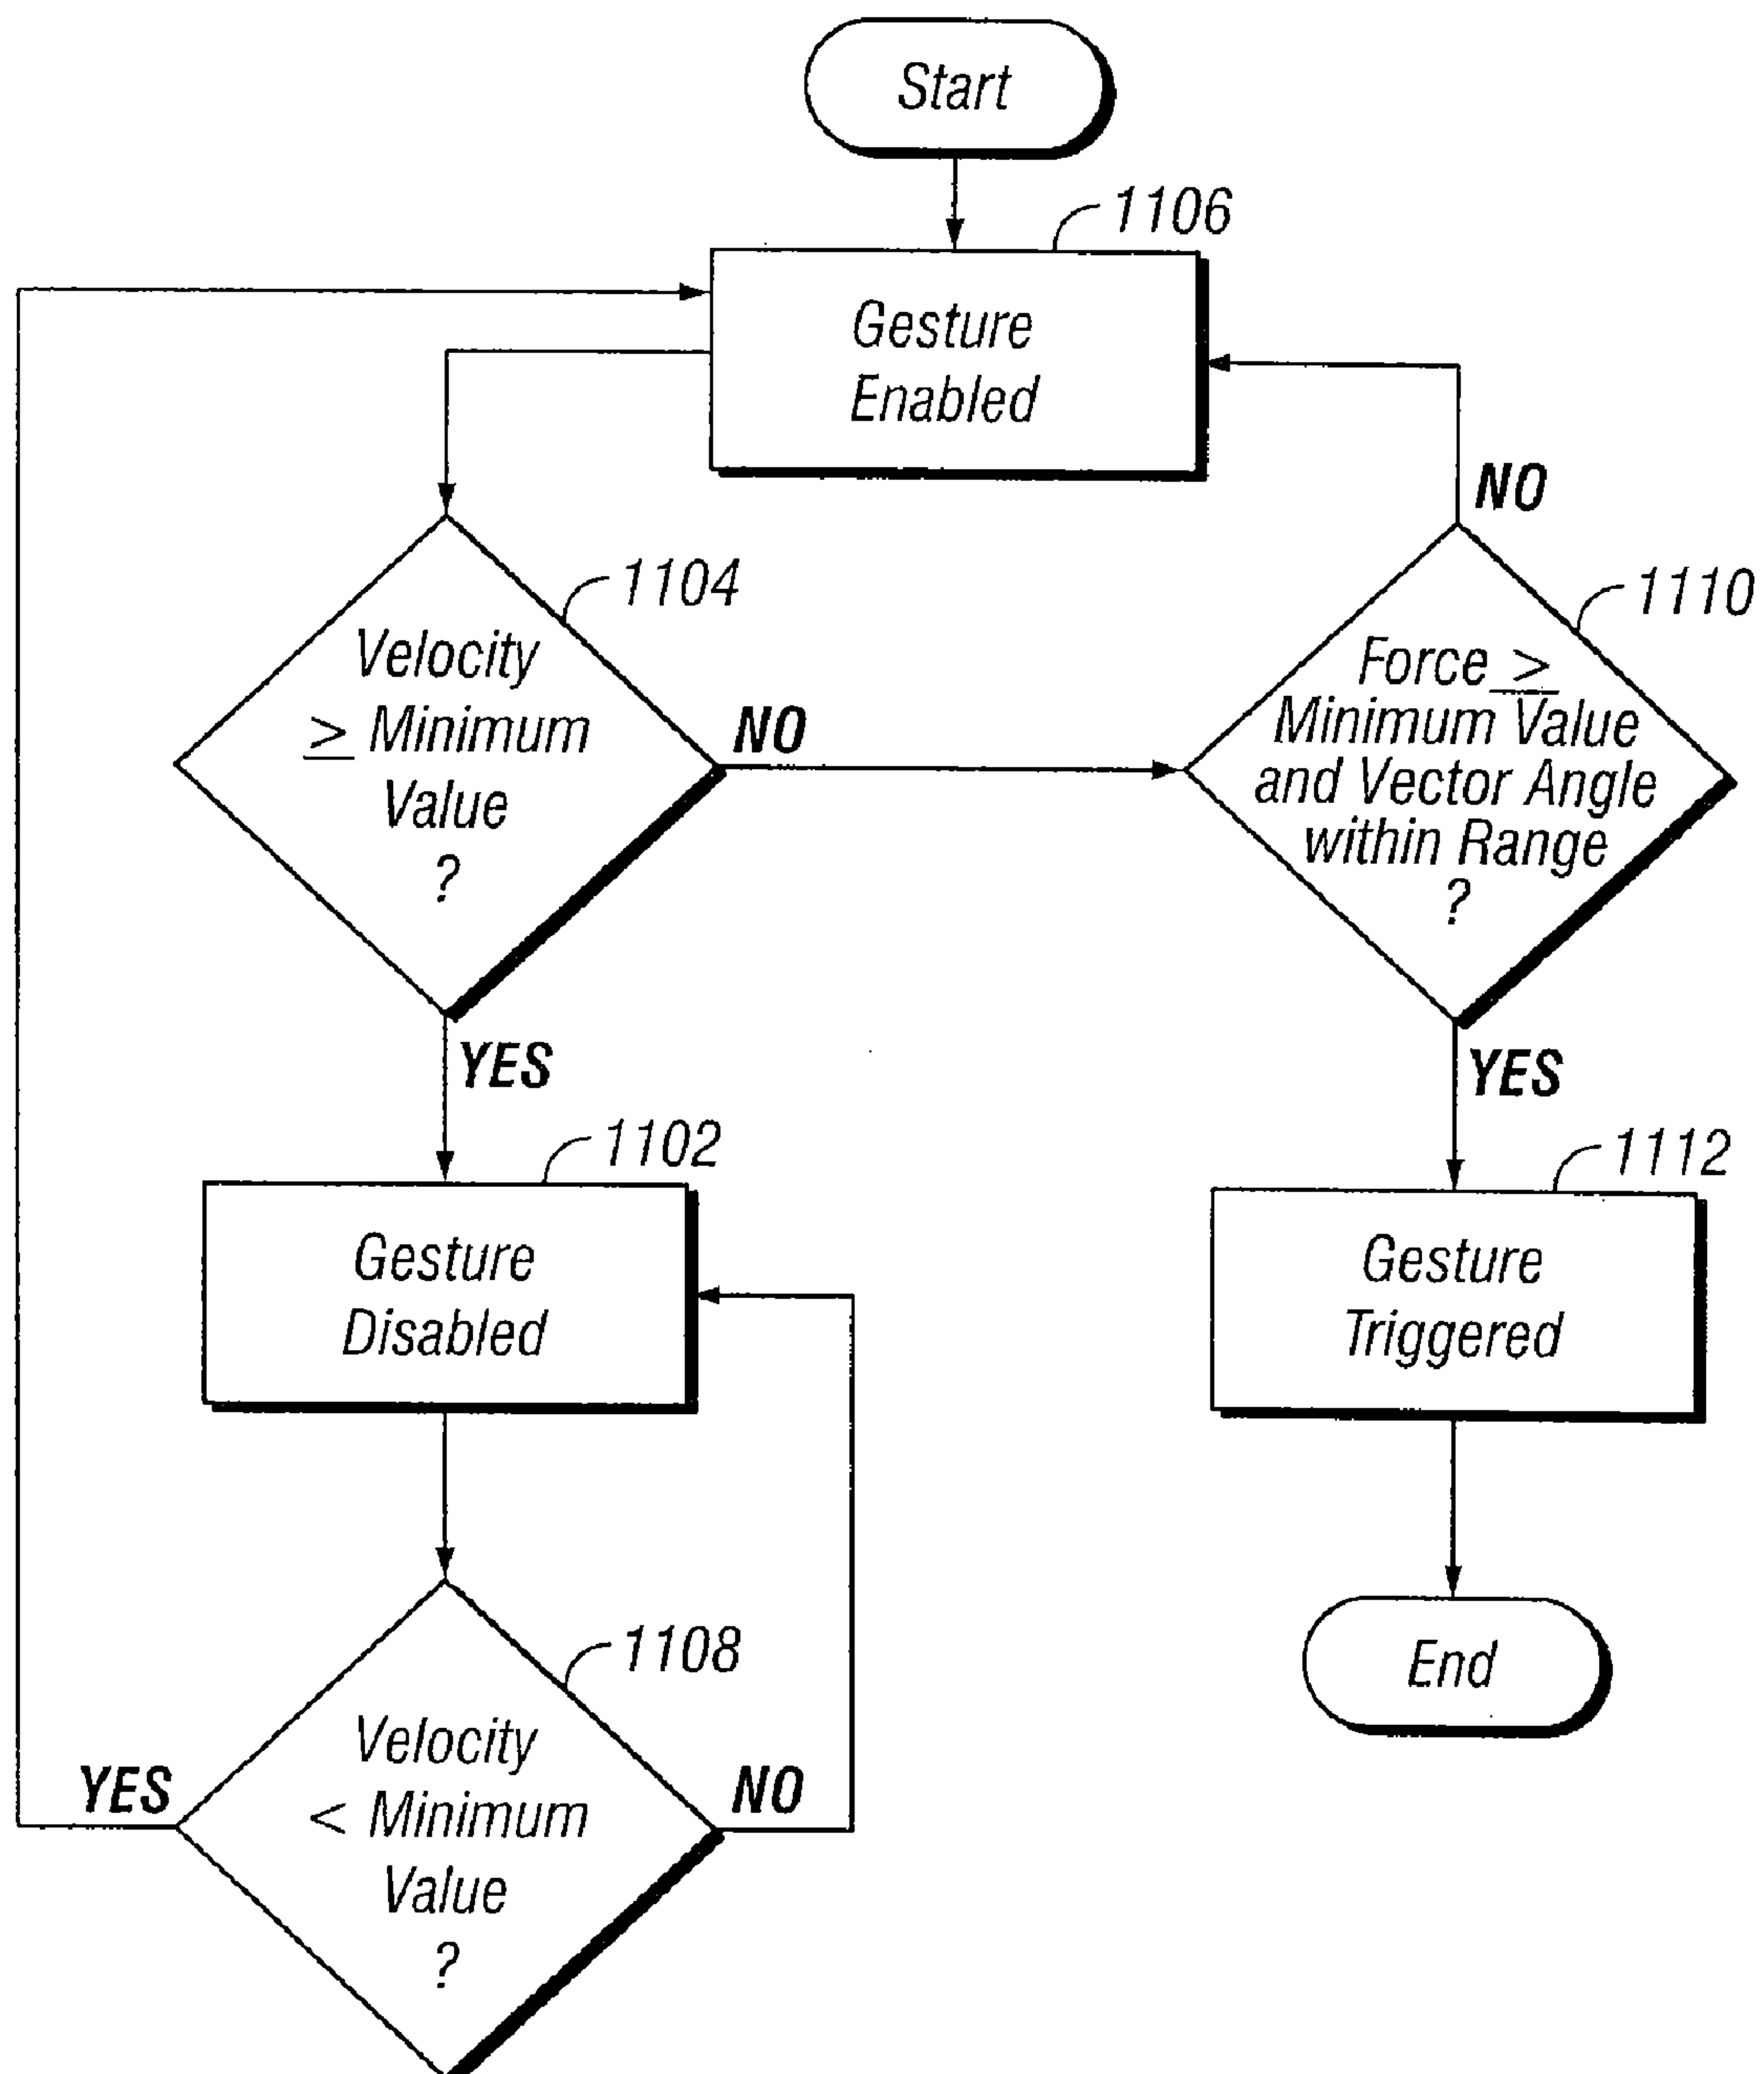 Start
1106
Gesture
Enabled
NO
1104
Velocity
≥ Minimum
Value
?
NO
1110
Force ≥
Minimum Value
and Vector Angle
within Range
?
YES
YES
1102
Gesture
Disabled
1112
Gesture
Triggered
1108
Velocity
< Minimum
Value
?
YES
NO
End